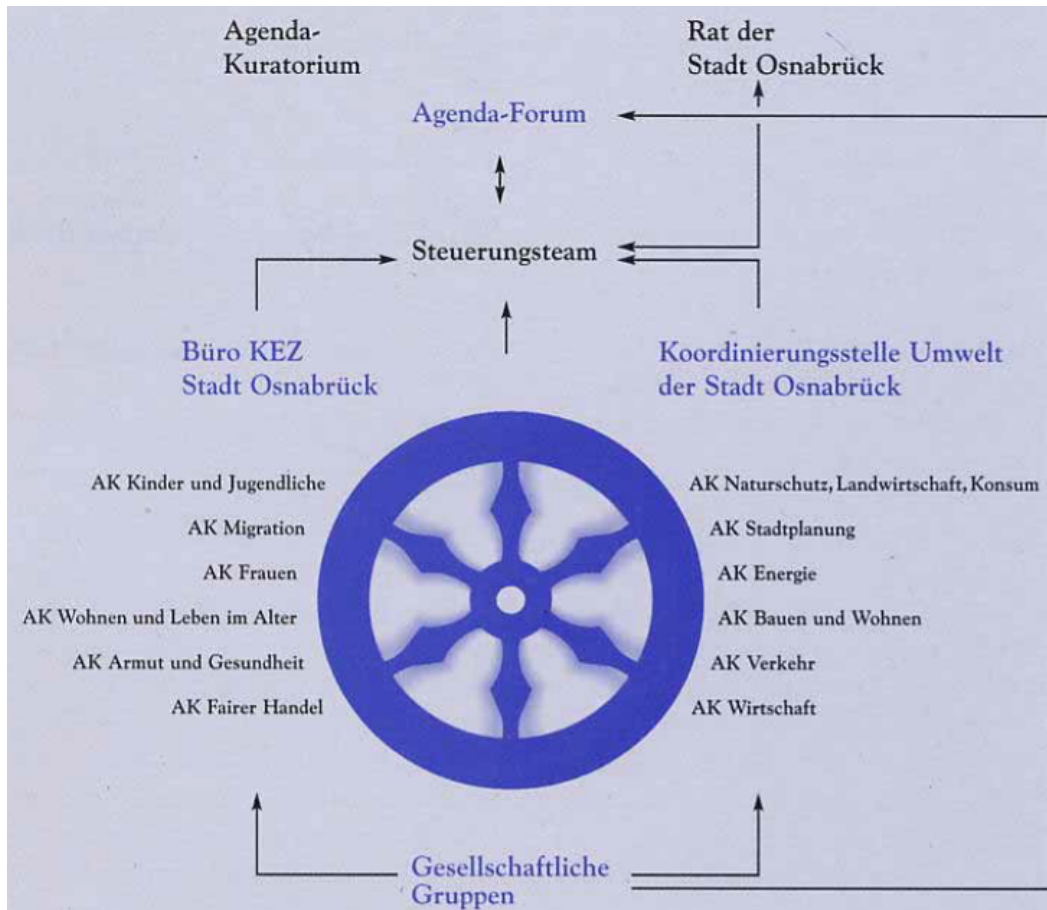 Agenda-
Kuratorium
Rat der
Stadt Osnabrück
Agenda-Forum
Steuerungsteam
Büro KEZ
Stadt Osnabrück
Koordinierungsstelle Umwelt
der Stadt Osnabrück
AK Kinder und Jugendliche
AK Migration
AK Frauen
AK Wohnen und Leben im Alter
AK Armut und Gesundheit
AK Fairer Handel
AK Naturschutz, Landwirtschaft, Konsum
AK Stadtplanung
AK Energie
AK Bauen und Wohnen
AK Verkehr
AK Wirtschaft
Gesellschaftliche
Gruppen